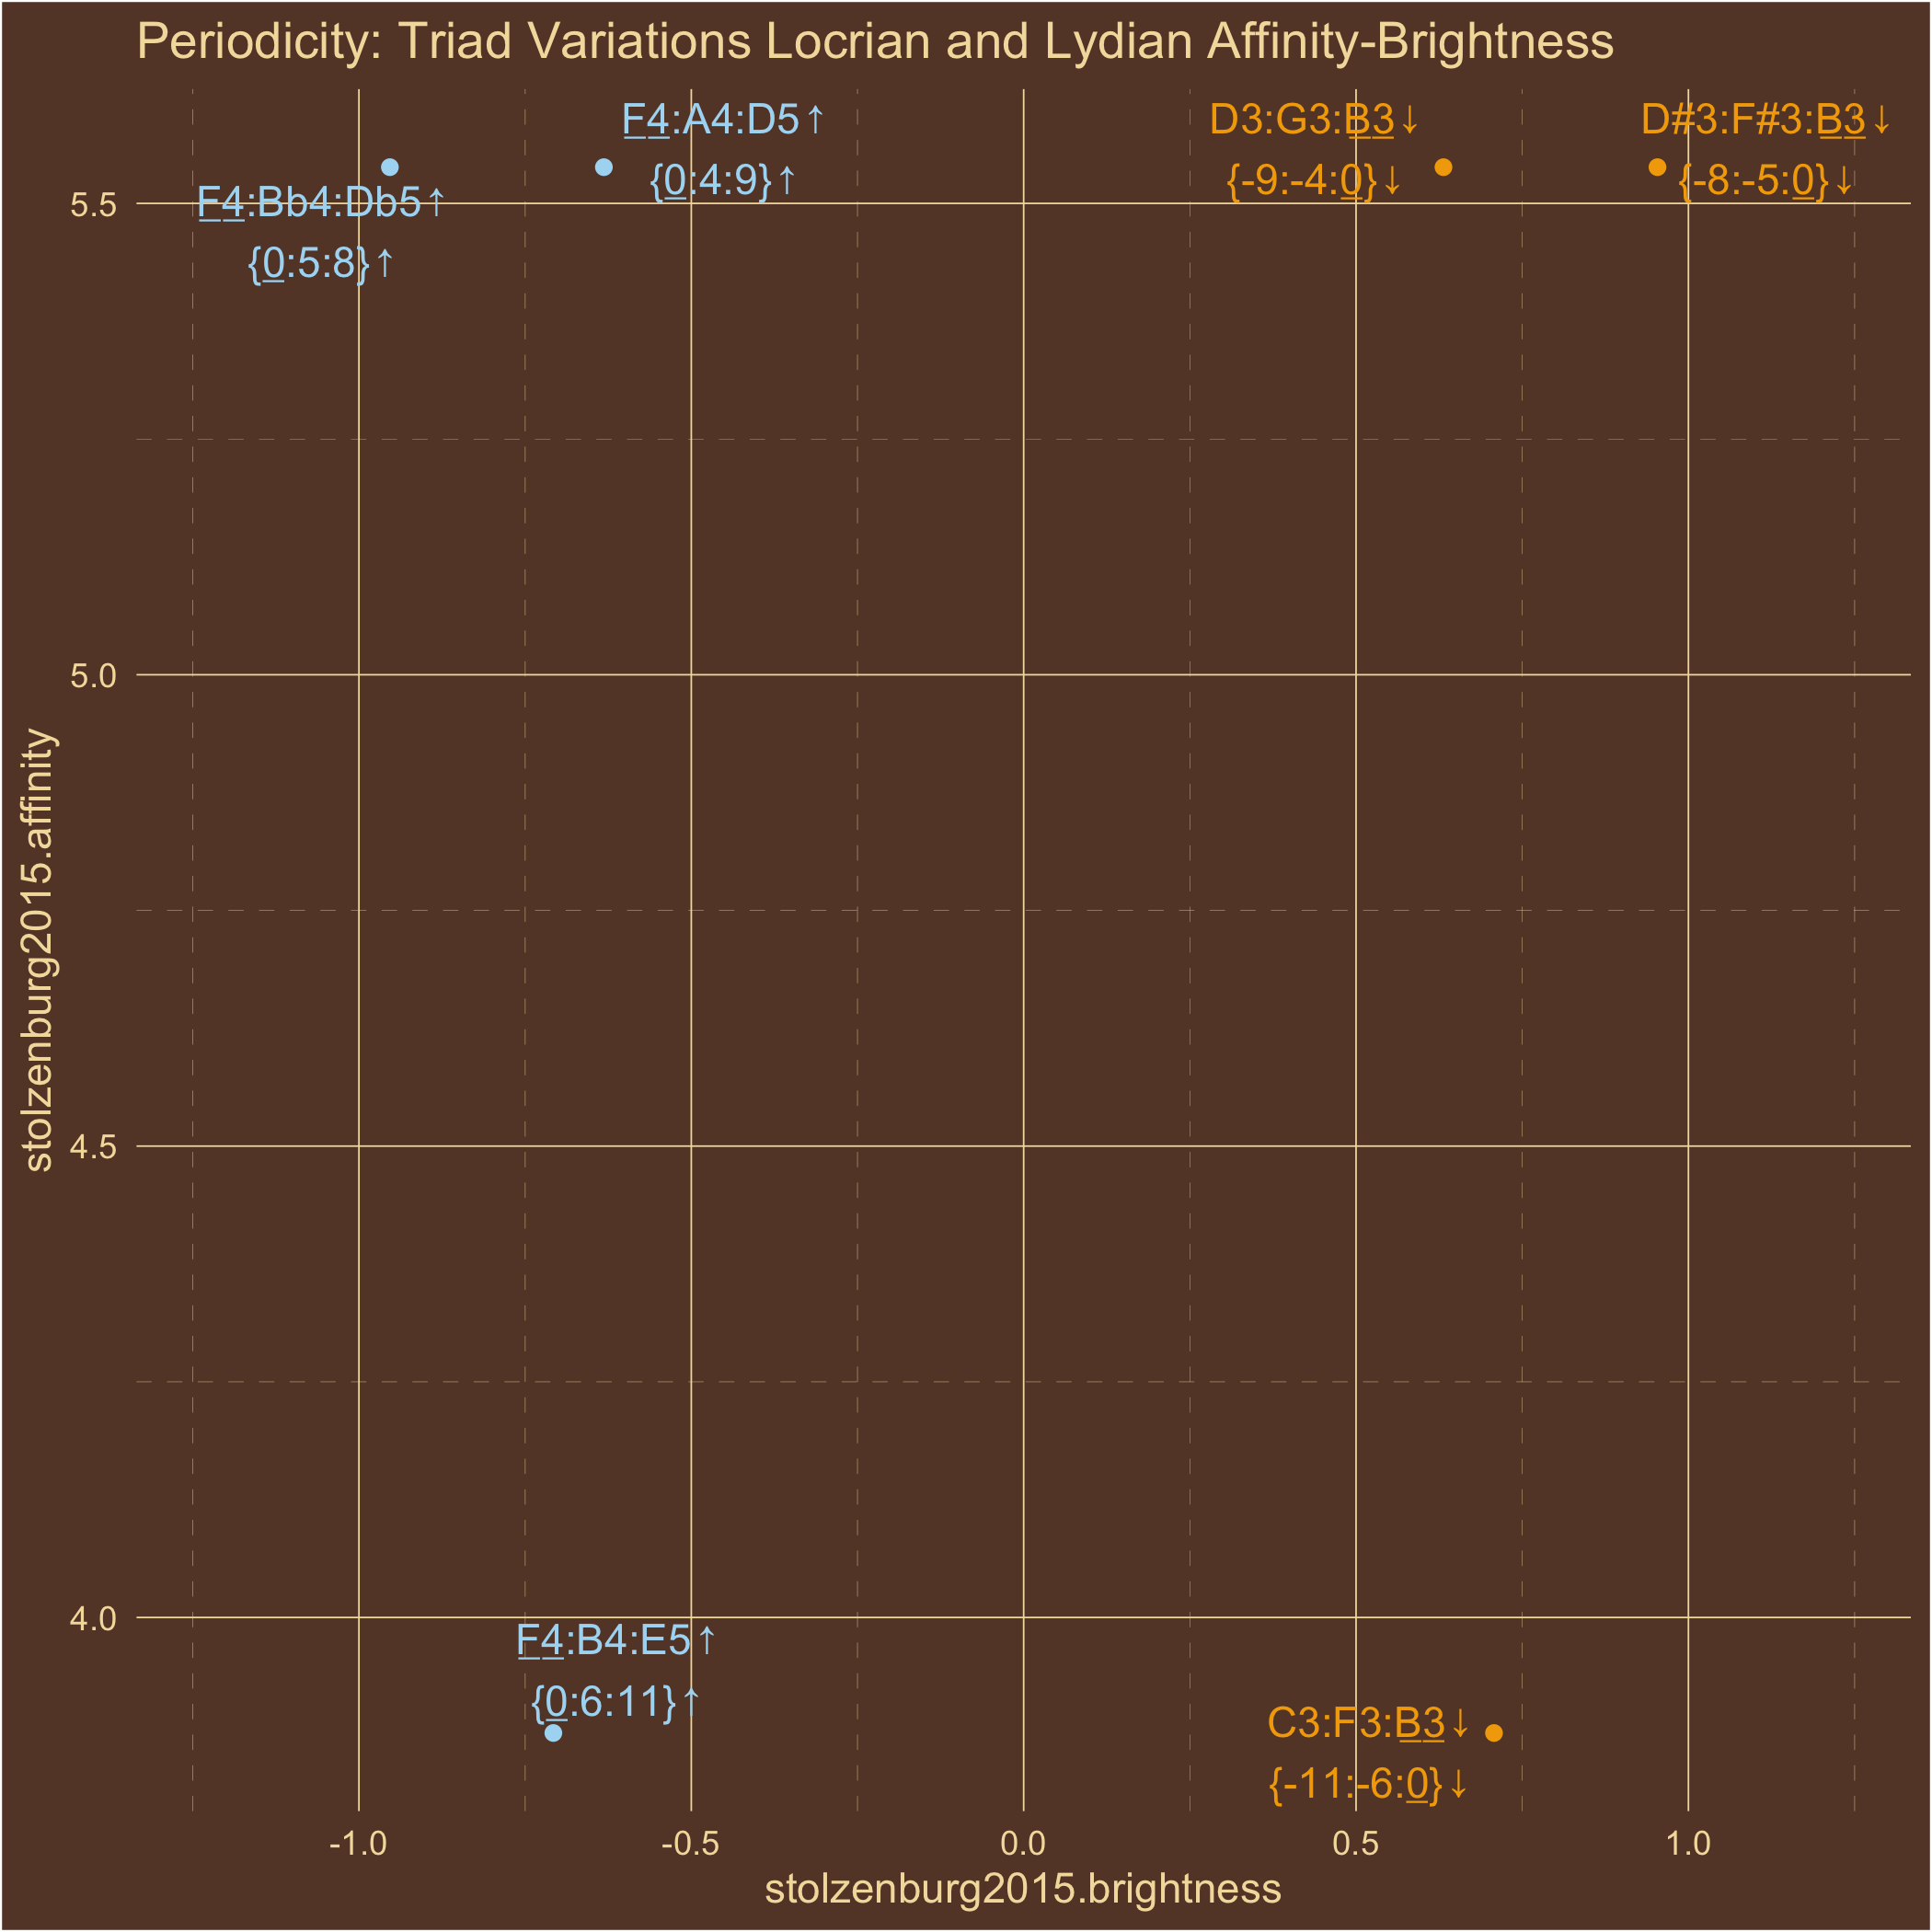 Periodicity: Triad Variations Locrian and Lydian Affinity-Brightness
F4:A4:D5↑
{0:4:9}↑
D3:G3:B3↓
{-9:-4:0}↓
D#3:F#3:B3↓
{-8:-5:0}↓
F4:Bb4:Db5↑
{0:5:8}↑
5.5
5.0
4.5
4.0
stolzenburg2015.affinity
F4:B4:E5↑
{0:6:11}↑
C3:F3:B3↓
{-11:-6:0}↓
-1.0
-0.5
0.0
0.5
1.0
stolzenburg2015.brightness